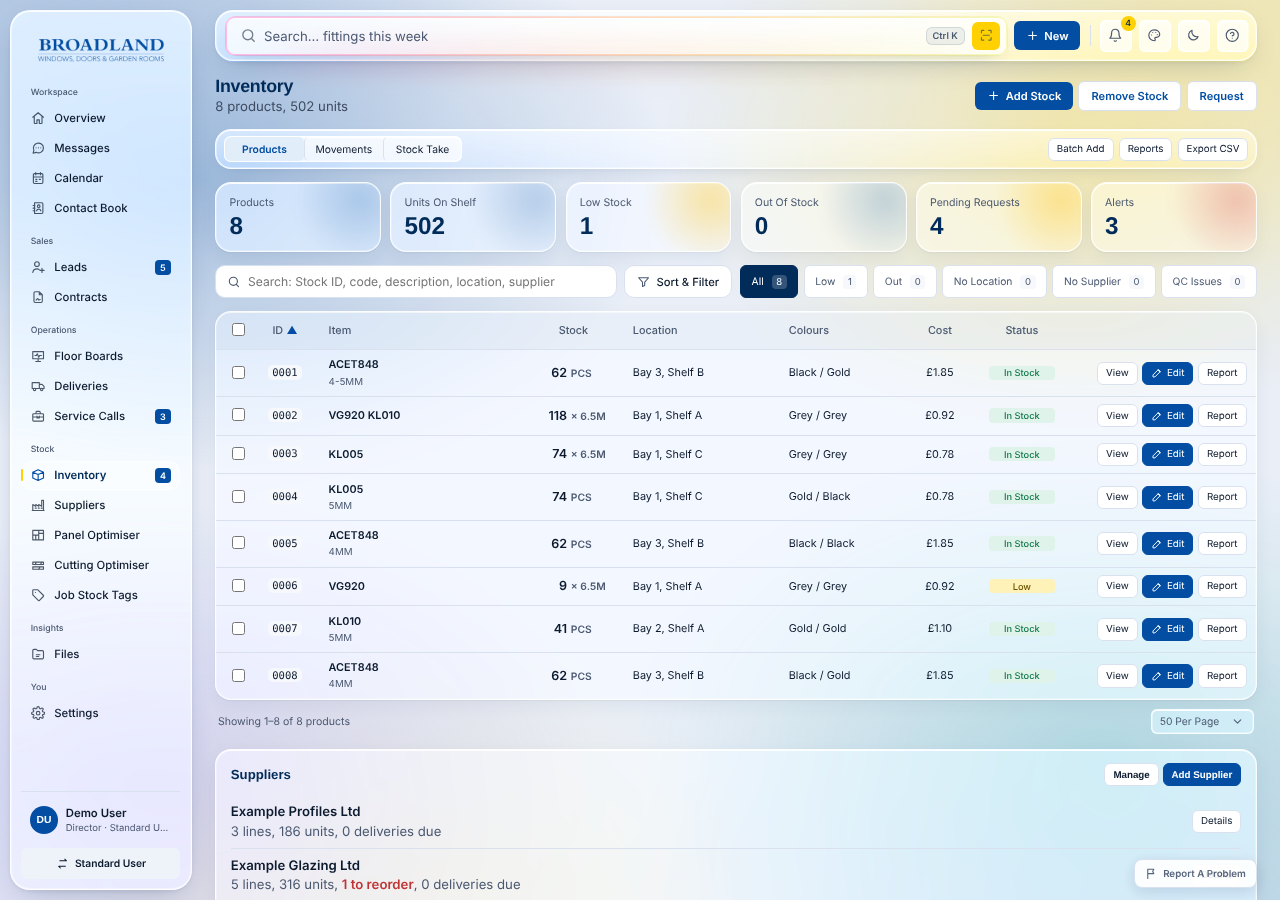 BROADLAND
WINDOWS, DOORS & GARDEN ROOMS
Workspace
Overview
Messages
Calendar
Contact Book
Sales
Leads 5
Contracts
Operations
Floor Boards
Deliveries
Service Calls 3
Stock
Inventory 4
Suppliers
Panel Optimiser
Cutting Optimiser
Job Stock Tags
Insights
Files
You
Settings
DU Demo User
Director · Standard U...
Standard User
Search... fittings this week Ctrl K
New
4
Inventory
8 products, 502 units
Add Stock Remove Stock Request
Products Movements Stock Take
Batch Add Reports Export CSV
Products
8
Units On Shelf
502
Low Stock
1
Out Of Stock
0
Pending Requests
4
Alerts
3
Search: Stock ID, code, description, location, supplier
Sort & Filter
All 8 Low 1 Out 0 No Location 0 No Supplier 0 QC Issues 0
ID Item Stock Location Colours Cost Status
0001 ACET848 62 PCS Bay 3, Shelf B Black / Gold £1.85 In Stock View Edit Report
4-5MM
0002 VG920 KL010 118 × 6.5M Bay 1, Shelf A Grey / Grey £0.92 In Stock View Edit Report
0003 KL005 74 × 6.5M Bay 1, Shelf C Grey / Grey £0.78 In Stock View Edit Report
0004 KL005 74 PCS Bay 1, Shelf C Gold / Black £0.78 In Stock View Edit Report
5MM
0005 ACET848 62 PCS Bay 3, Shelf B Black / Black £1.85 In Stock View Edit Report
4MM
0006 VG920 9 × 6.5M Bay 1, Shelf A Grey / Grey £0.92 Low View Edit Report
0007 KL010 41 PCS Bay 2, Shelf A Gold / Gold £1.10 In Stock View Edit Report
5MM
0008 ACET848 62 PCS Bay 3, Shelf B Black / Gold £1.85 In Stock View Edit Report
4MM
Showing 1–8 of 8 products
50 Per Page
Suppliers
Manage Add Supplier
Example Profiles Ltd
3 lines, 186 units, 0 deliveries due
Details
Example Glazing Ltd
5 lines, 316 units, 1 to reorder, 0 deliveries due
Report A Problem